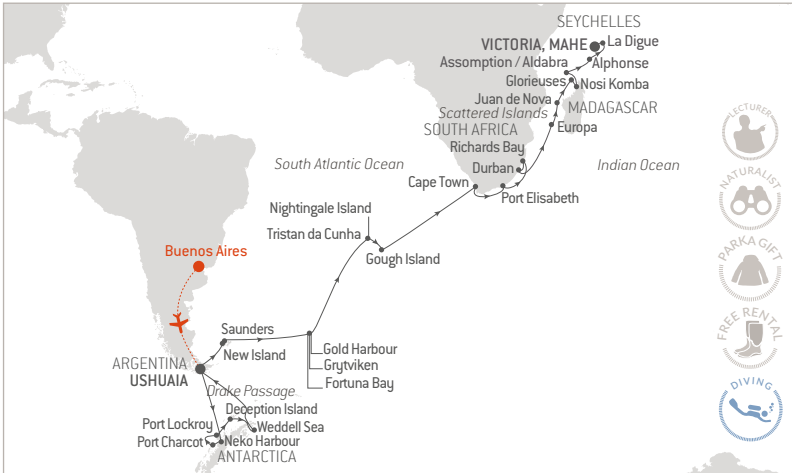 SEYCHELLES
VICTORIA, MAHE
La Digue
Assomption / Aldabra
Alphonse
Glorieuses
Nosi Komba
Juan de Nova
MADAGASCAR
Scattered Islands
SOUTH AFRICA
Europa
Richards Bay
South Atlantic Ocean
Durban
Indian Ocean
Cape Town
Port Elisabeth
Nightingale Island
Tristan da Cunha
Gough Island
Buenos Aires
Saunders
New Island
Gold Harbour
Grytviken
Fortuna Bay
ARGENTINA
USHUAIA
Drake Passage
Deception Island
Port Lockroy
Weddell Sea
Port Charcot
Neko Harbour
ANTARCTICA
LECTURER
NATURALIST
PARKA GIFT
FREE RENTAL
DIVING